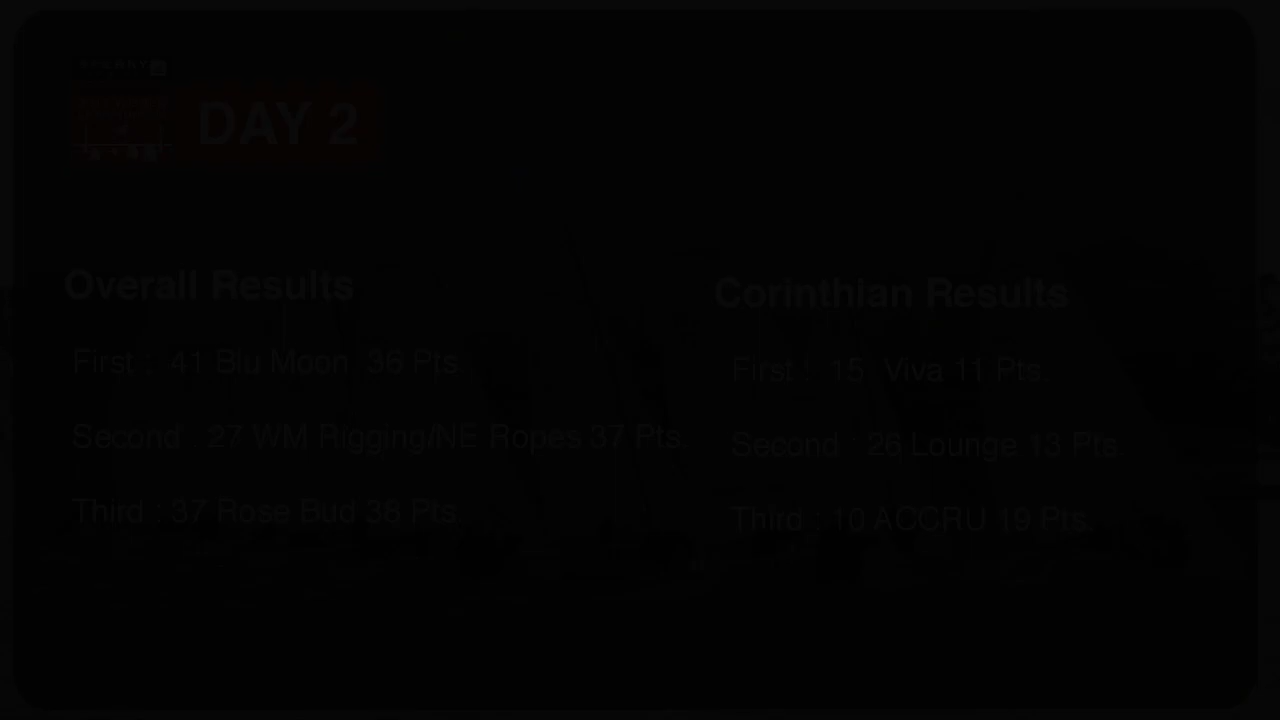 DAY 2
Overall Results
First : 41 Blu Moon 36 Pts.
Second : 27 WM Rigging/NE Ropes 37 Pts.
Third : 37 Rose Bud 38 Pts
Corinthian Results
First : 15 Viva 11 Pts.
Second : 26 Lounge 13 Pts.
Third : 10 ACCRU 19 Pts.